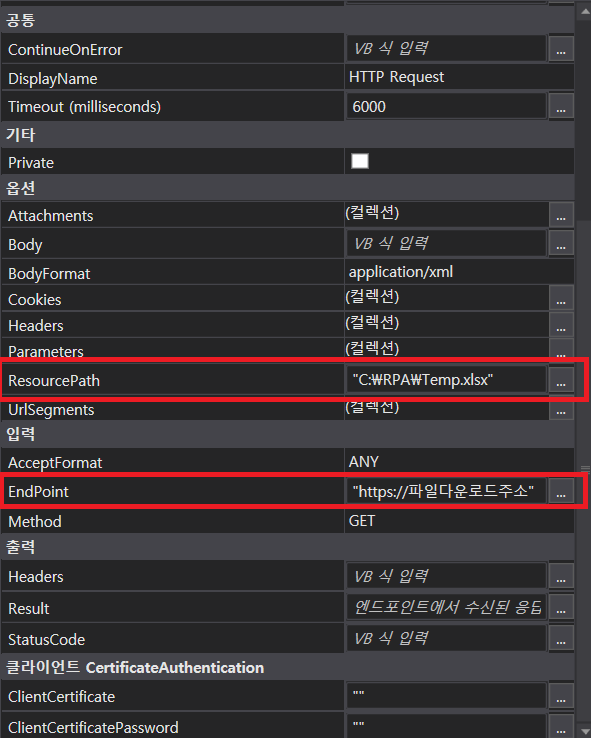 공통
ContinueOnError VB 식 입력 ...
DisplayName HTTP Request
Timeout (milliseconds) 6000 ...
기타
Private
옵션
Attachments (컬렉션) ...
Body VB 식 입력 ...
BodyFormat application/xml
Cookies (컬렉션) ...
Headers (컬렉션) ...
Parameters (컬렉션) ...
ResourcePath "C:₩RPA₩Temp.xlsx" ...
UrlSegments (컬렉션) ...
입력
AcceptFormat ANY
EndPoint "https://파일다운로드주소" ...
Method GET
출력
Headers VB 식 입력 ...
Result 엔드포인트에서 수신된 응답 ...
StatusCode VB 식 입력 ...
클라이언트 CertificateAuthentication
ClientCertificate "" ...
ClientCertificatePassword "" ...